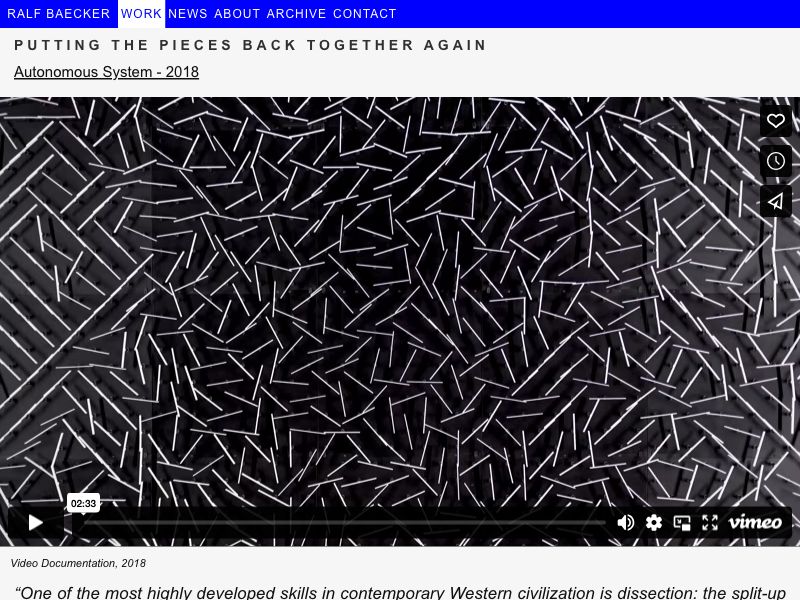 RALF BAECKER WORK NEWS ABOUT ARCHIVE CONTACT
PUTTING THE PIECES BACK TOGETHER AGAIN
Autonomous System - 2018
02:33
vimeo
Video Documentation, 2018
“One of the most highly developed skills in contemporary Western civilization is dissection: the split-up